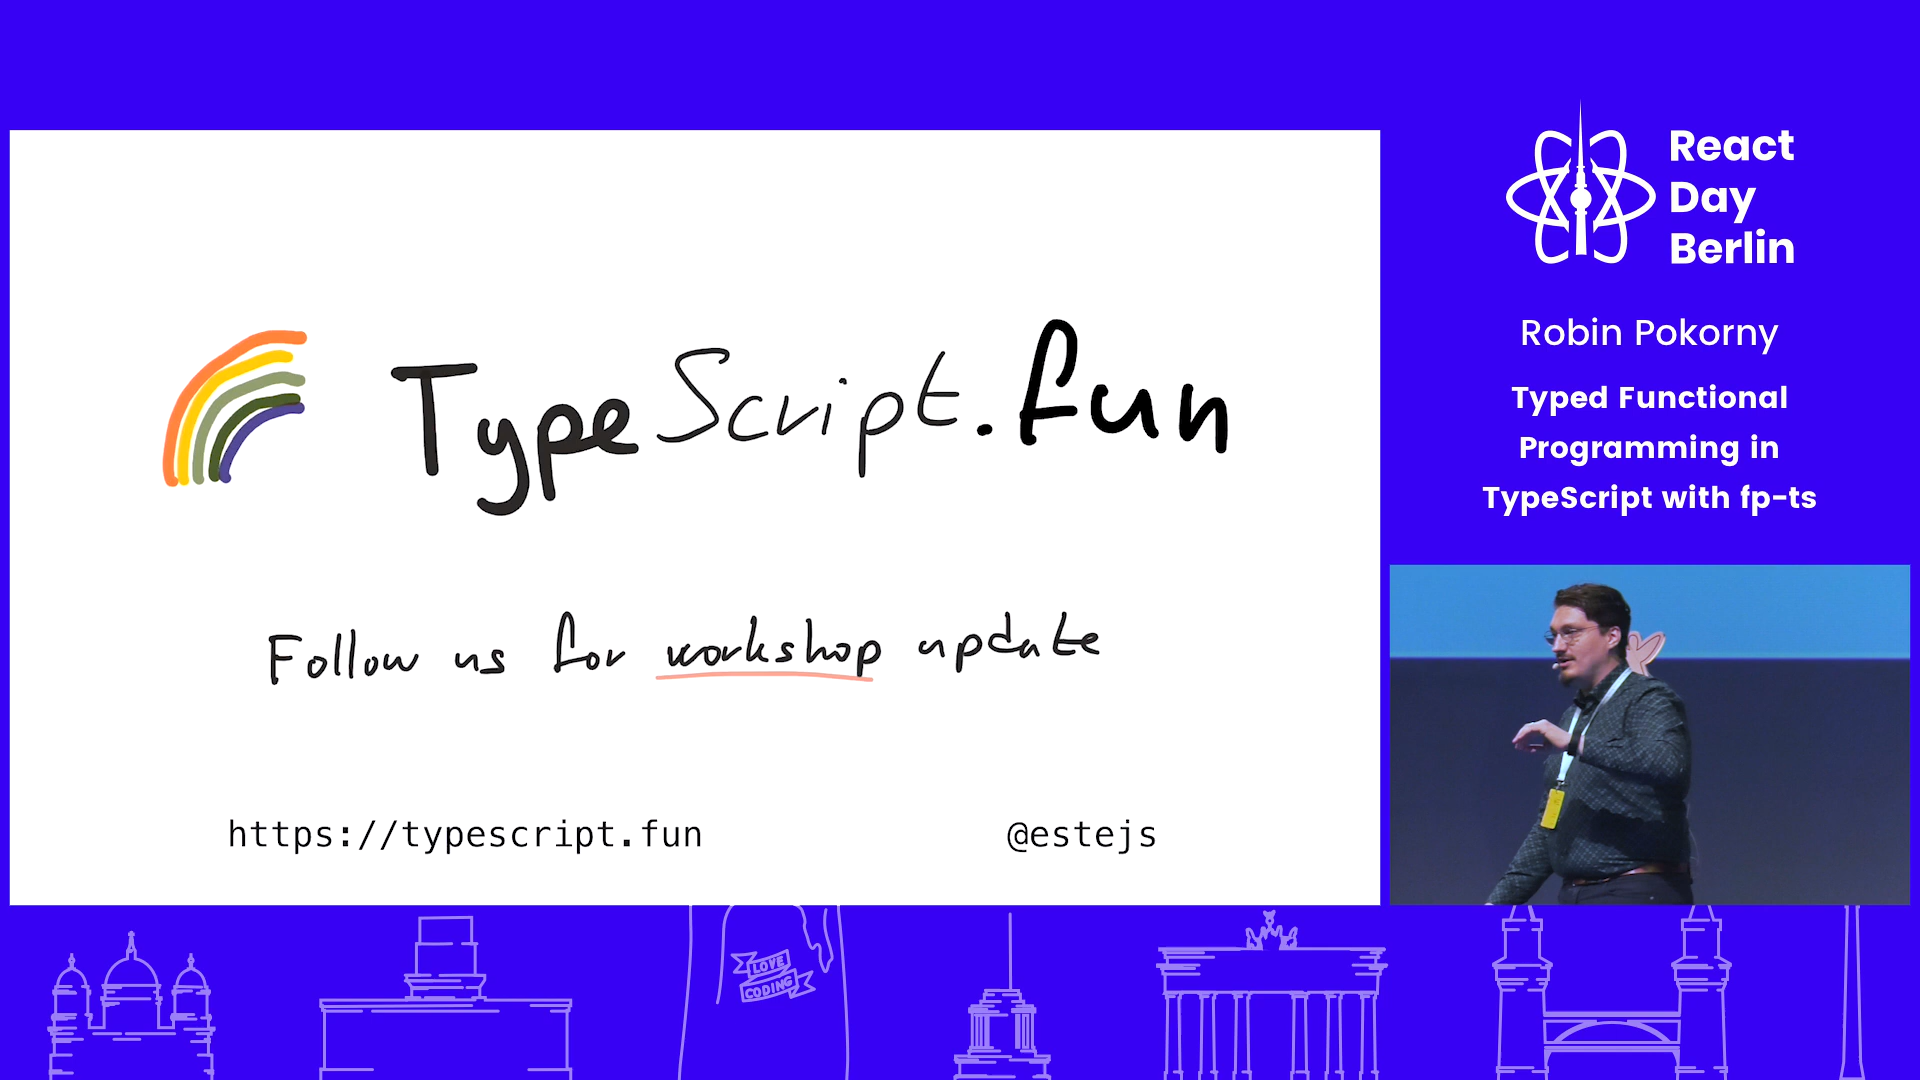 TypeScript.fun
Follow us for workshop update
https://typescript.fun
@estejs
React
Day
Berlin
Robin Pokorny
Typed Functional
Programming in
TypeScript with fp-ts
LOVE
CODING